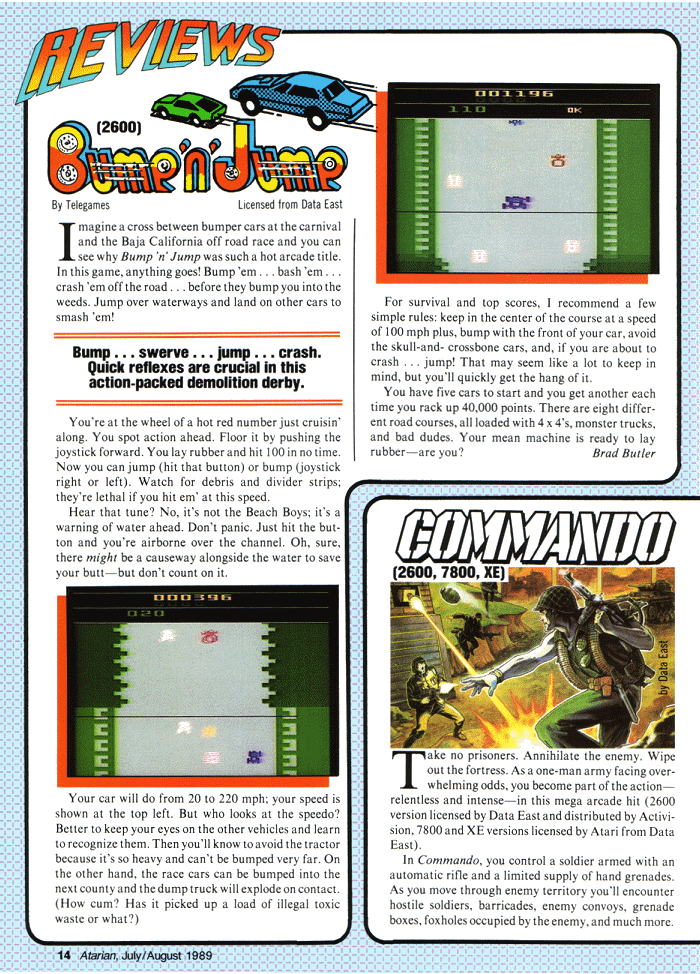 REVIEWS
(2600)
Bump 'n' Jump
By Telegames
Licensed from Data East
Imagine a cross between bumper cars at the carnival
and the Baja California off road race and you can
see why Bump 'n' Jump was such a hot arcade title.
In this game, anything goes! Bump 'em . . . bash 'em . . .
crash 'em off the road . . . before they bump you into the
weeds. Jump over waterways and land on other cars to
smash 'em!
Bump . . . swerve . . . jump . . . crash.
Quick reflexes are crucial in this
action-packed demolition derby.
You're at the wheel of a hot red number just cruisin'
along. You spot action ahead. Floor it by pushing the
joystick forward. You lay rubber and hit 100 in no time.
Now you can jump (hit that button) or bump (joystick
right or left). Watch for debris and divider strips;
they're lethal if you hit em' at this speed.
Hear that tune? No, it's not the Beach Boys; it's a
warning of water ahead. Don't panic. Just hit the but-
ton and you're airborne over the channel. Oh, sure,
there might be a causeway alongside the water to save
your butt—but don't count on it.
000396
020
Your car will do from 20 to 220 mph; your speed is
shown at the top left. But who looks at the speedo?
Better to keep your eyes on the other vehicles and learn
to recognize them. Then you'll know to avoid the tractor
because it's so heavy and can't be bumped very far. On
the other hand, the race cars can be bumped into the
next county and the dump truck will explode on contact.
(How cum? Has it picked up a load of illegal toxic
waste or what?)
001196
110 OK
For survival and top scores, I recommend a few
simple rules: keep in the center of the course at a speed
of 100 mph plus, bump with the front of your car, avoid
the skull-and- crossbone cars, and, if you are about to
crash . . . jump! That may seem like a lot to keep in
mind, but you'll quickly get the hang of it.
You have five cars to start and you get another each
time you rack up 40,000 points. There are eight differ-
ent road courses, all loaded with 4 x 4's, monster trucks,
and bad dudes. Your mean machine is ready to lay
rubber—are you? Brad Butler
COMMANDO
(2600, 7800, XE)
by Data East
Take no prisoners. Annihilate the enemy. Wipe
out the fortress. As a one-man army facing over-
whelming odds, you become part of the action—
relentless and intense—in this mega arcade hit (2600
version licensed by Data East and distributed by Activi-
sion, 7800 and XE versions licensed by Atari from Data
East).
In Commando, you control a soldier armed with an
automatic rifle and a limited supply of hand grenades.
As you move through enemy territory you'll encounter
hostile soldiers, barricades, enemy convoys, grenade
boxes, foxholes occupied by the enemy, and much more.
14 Atarian, July/August 1989